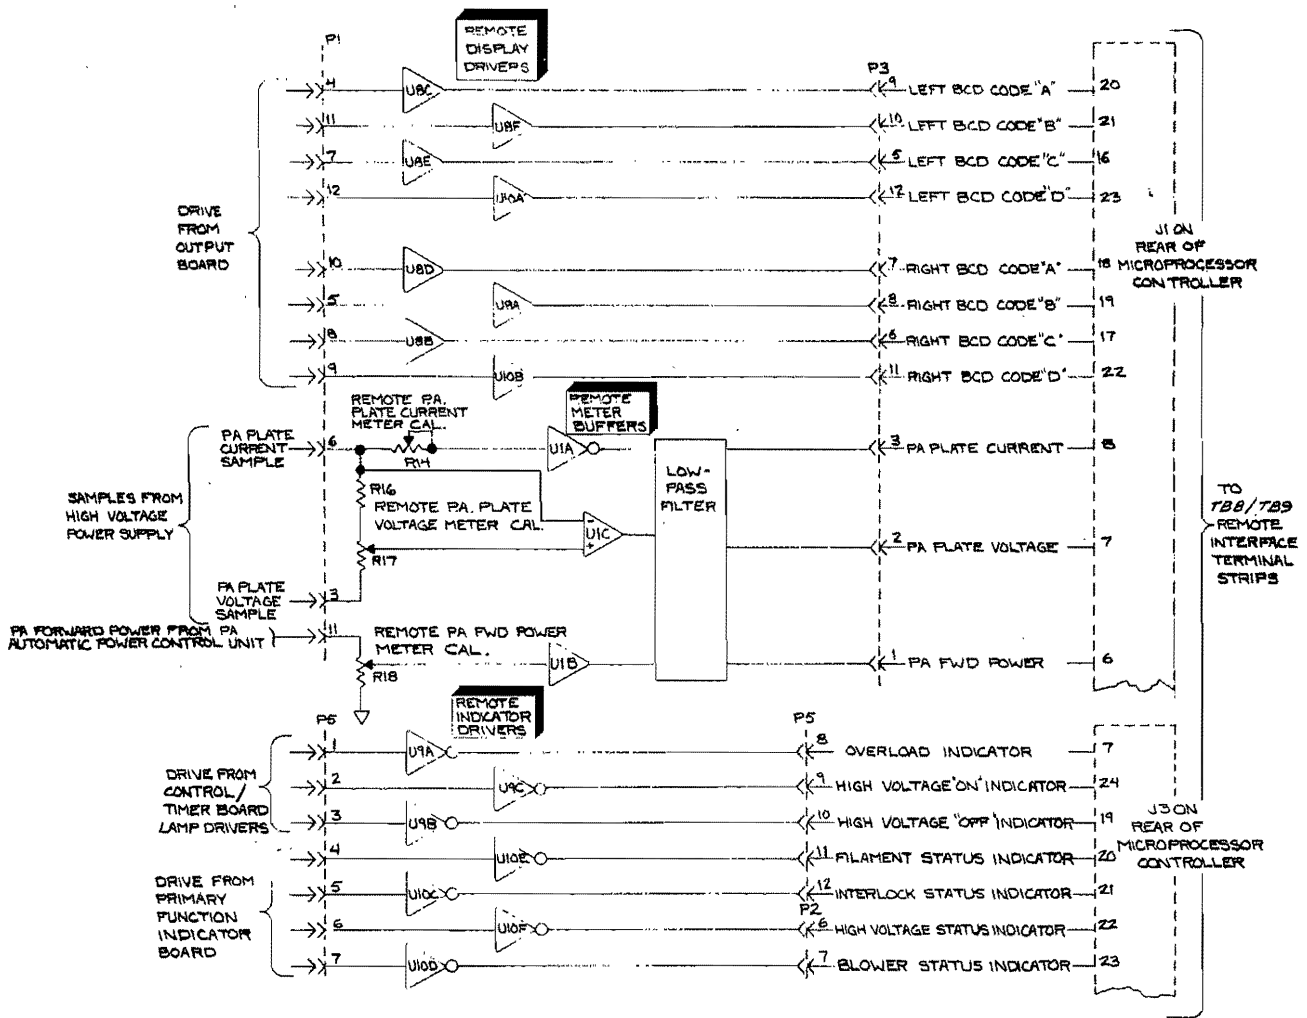 P1
REMOTE
DISPLAY
DRIVERS
P3
4
U8C
9
LEFT BCD CODE "A"
20
11
U8F
10
LEFT BCD CODE "B"
21
7
U8E
5
LEFT BCD CODE "C"
16
12
U10A
12
LEFT BCD CODE "D"
23
DRIVE
FROM
OUTPUT
BOARD
10
U8D
7
RIGHT BCD CODE "A"
18
5
U9A
8
RIGHT BCD CODE "B"
19
8
U8B
6
RIGHT BCD CODE "C"
17
9
U10B
11
RIGHT BCD CODE "D"
22
J1 ON
REAR OF
MICROPROCESSOR
CONTROLLER
REMOTE P.A.
PLATE CURRENT
METER CAL.
REMOTE
METER
BUFFERS
PA PLATE
CURRENT
SAMPLE
6
R14
U1A
LOW-
PASS
FILTER
3
PA PLATE CURRENT
8
SAMPLES FROM
HIGH VOLTAGE
POWER SUPPLY
R16
REMOTE P.A. PLATE
VOLTAGE METER CAL.
-
U1C
+
R17
2
PA PLATE VOLTAGE
7
TO
TB8/TB9
REMOTE
INTERFACE
TERMINAL
STRIPS
PA PLATE
VOLTAGE
SAMPLE
3
PA FORWARD POWER FROM PA
AUTOMATIC POWER CONTROL UNIT
11
REMOTE PA FWD POWER
METER CAL.
R18
U1B
1
PA FWD POWER
6
REMOTE
INDICATOR
DRIVERS
P6
P5
1
U9A
8
OVERLOAD INDICATOR
7
DRIVE FROM
CONTROL/
TIMER BOARD
LAMP DRIVERS
2
U9C
9
HIGH VOLTAGE "ON" INDICATOR
24
3
U9B
10
HIGH VOLTAGE "OFF" INDICATOR
19
4
U10E
11
FILAMENT STATUS INDICATOR
20
DRIVE FROM
PRIMARY
FUNCTION
INDICATOR
BOARD
5
U10C
12
INTERLOCK STATUS INDICATOR
21
P2
6
U10F
6
HIGH VOLTAGE STATUS INDICATOR
22
7
U10D
7
BLOWER STATUS INDICATOR
23
J3 ON
REAR OF
MICROPROCESSOR
CONTROLLER